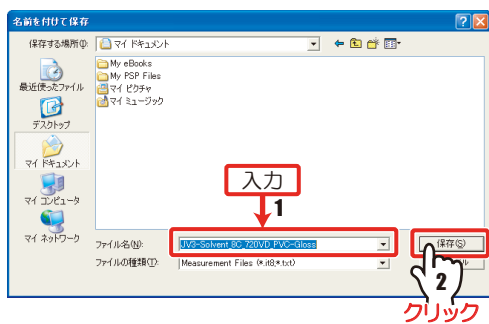 名前を付けて保存
保存する場所(I):
マイ ドキュメント
My eBooks
My PSP Files
マイ ピクチャ
マイ ミュージック
最近使ったファイル
デスクトップ
マイ ドキュメント
マイ コンピュータ
マイ ネットワーク
入力
1
ファイル名(N):
JV3-Solvent_8C_720VD_PVC-Gloss
保存(S)
ファイルの種類(T):
Measurement Files (*.it8,*.txt)
ル
2
クリック